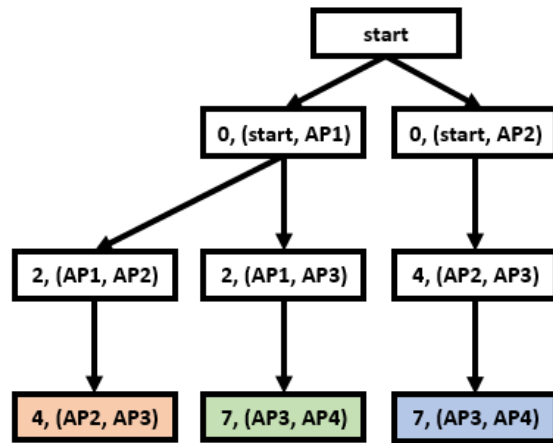 start
0, (start, AP1)
0, (start, AP2)
2, (AP1, AP2)
2, (AP1, AP3)
4, (AP2, AP3)
4, (AP2, AP3)
7, (AP3, AP4)
7, (AP3, AP4)